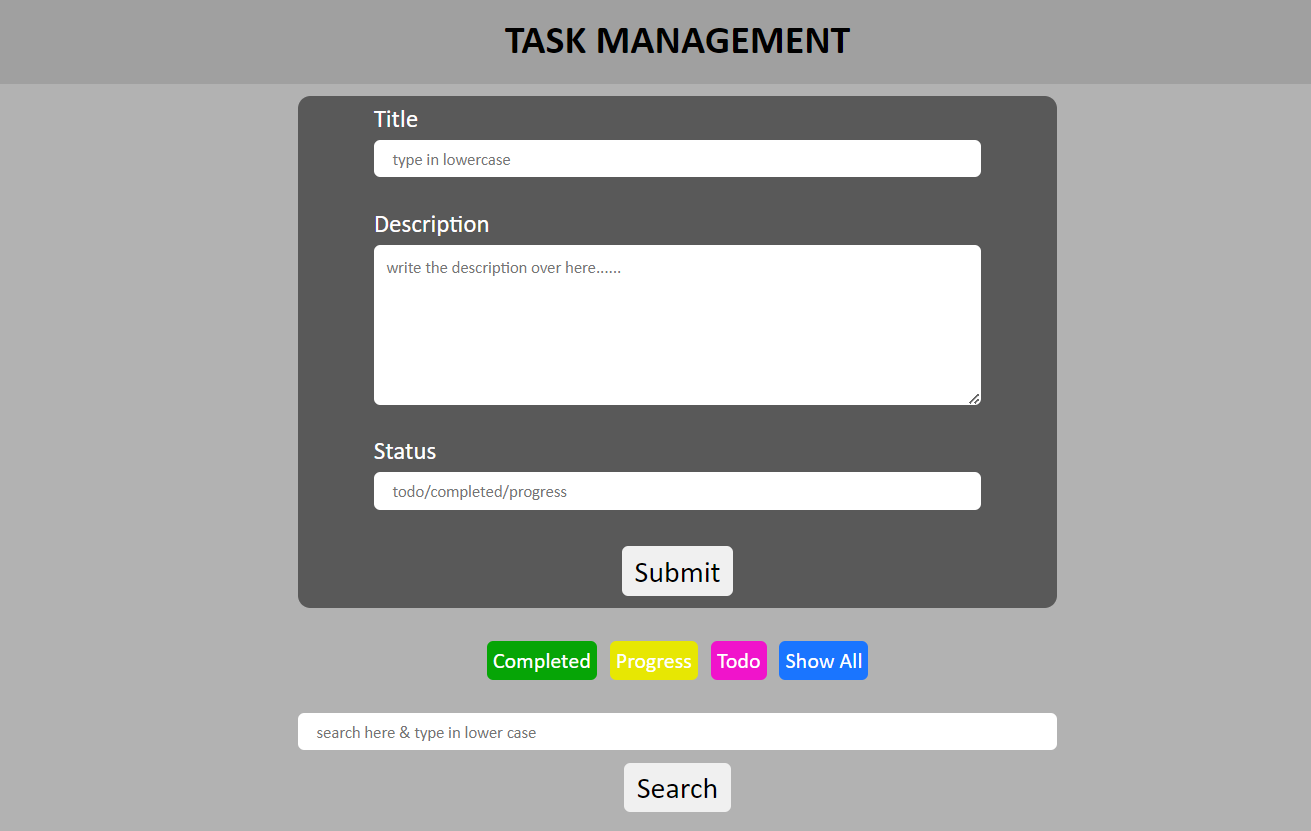 TASK MANAGEMENT
Title
type in lowercase
Description
write the description over here......
Status
todo/completed/progress
Submit
Completed Progress Todo Show All
search here & type in lower case
Search